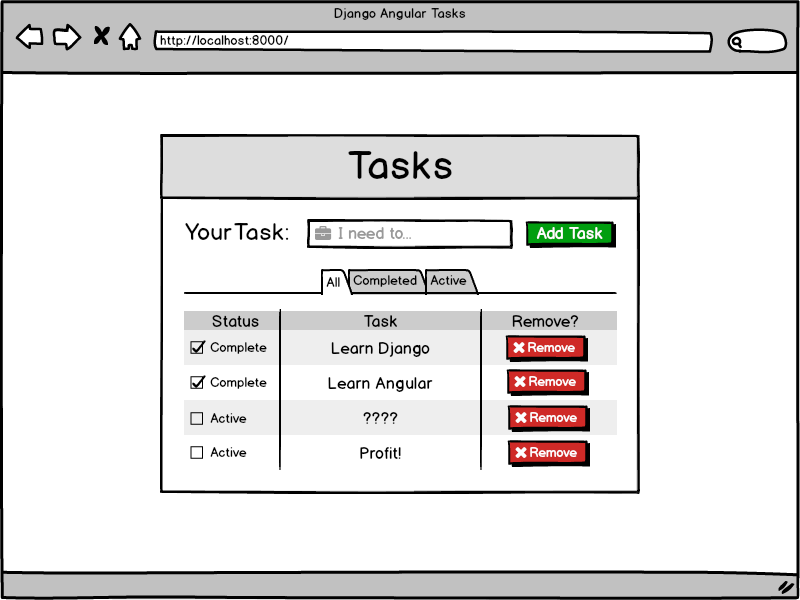 Django Angular Tasks
http://localhost:8000/
Tasks
Your Task: I need to... Add Task
All Completed Active
Status Task Remove?
Complete Learn Django Remove
Complete Learn Angular Remove
Active ???? Remove
Active Profit! Remove